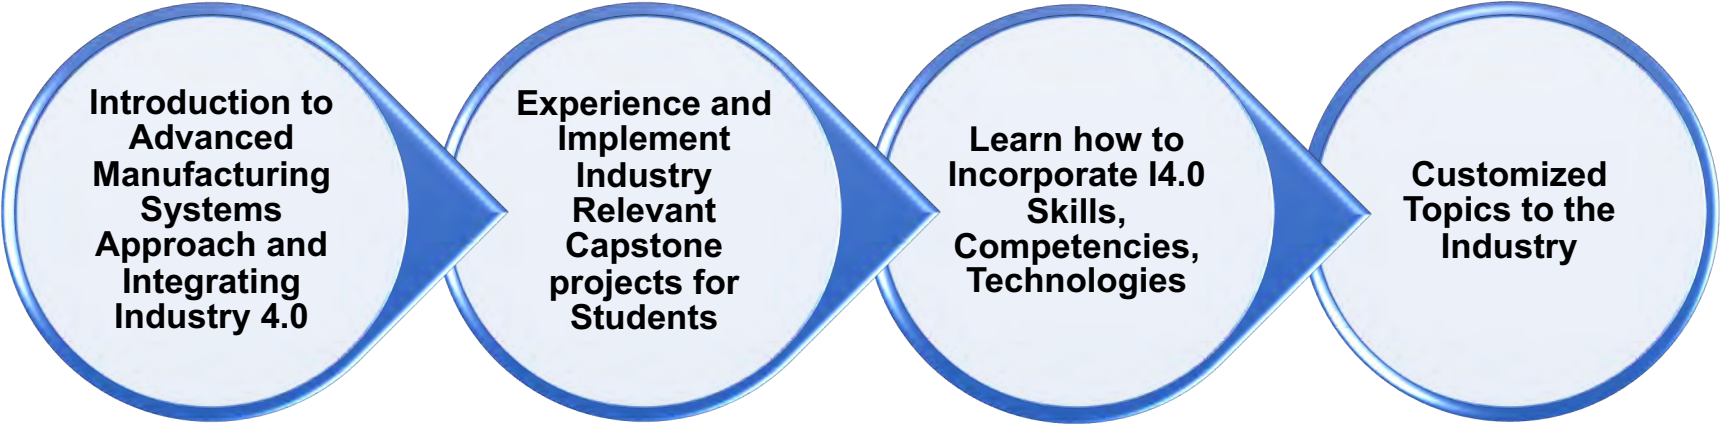 Introduction to
Advanced
Manufacturing
Systems
Approach and
Integrating
Industry 4.0
Experience and
Implement
Industry
Relevant
Capstone
projects for
Students
Learn how to
Incorporate I4.0
Skills,
Competencies,
Technologies
Customized
Topics to the
Industry